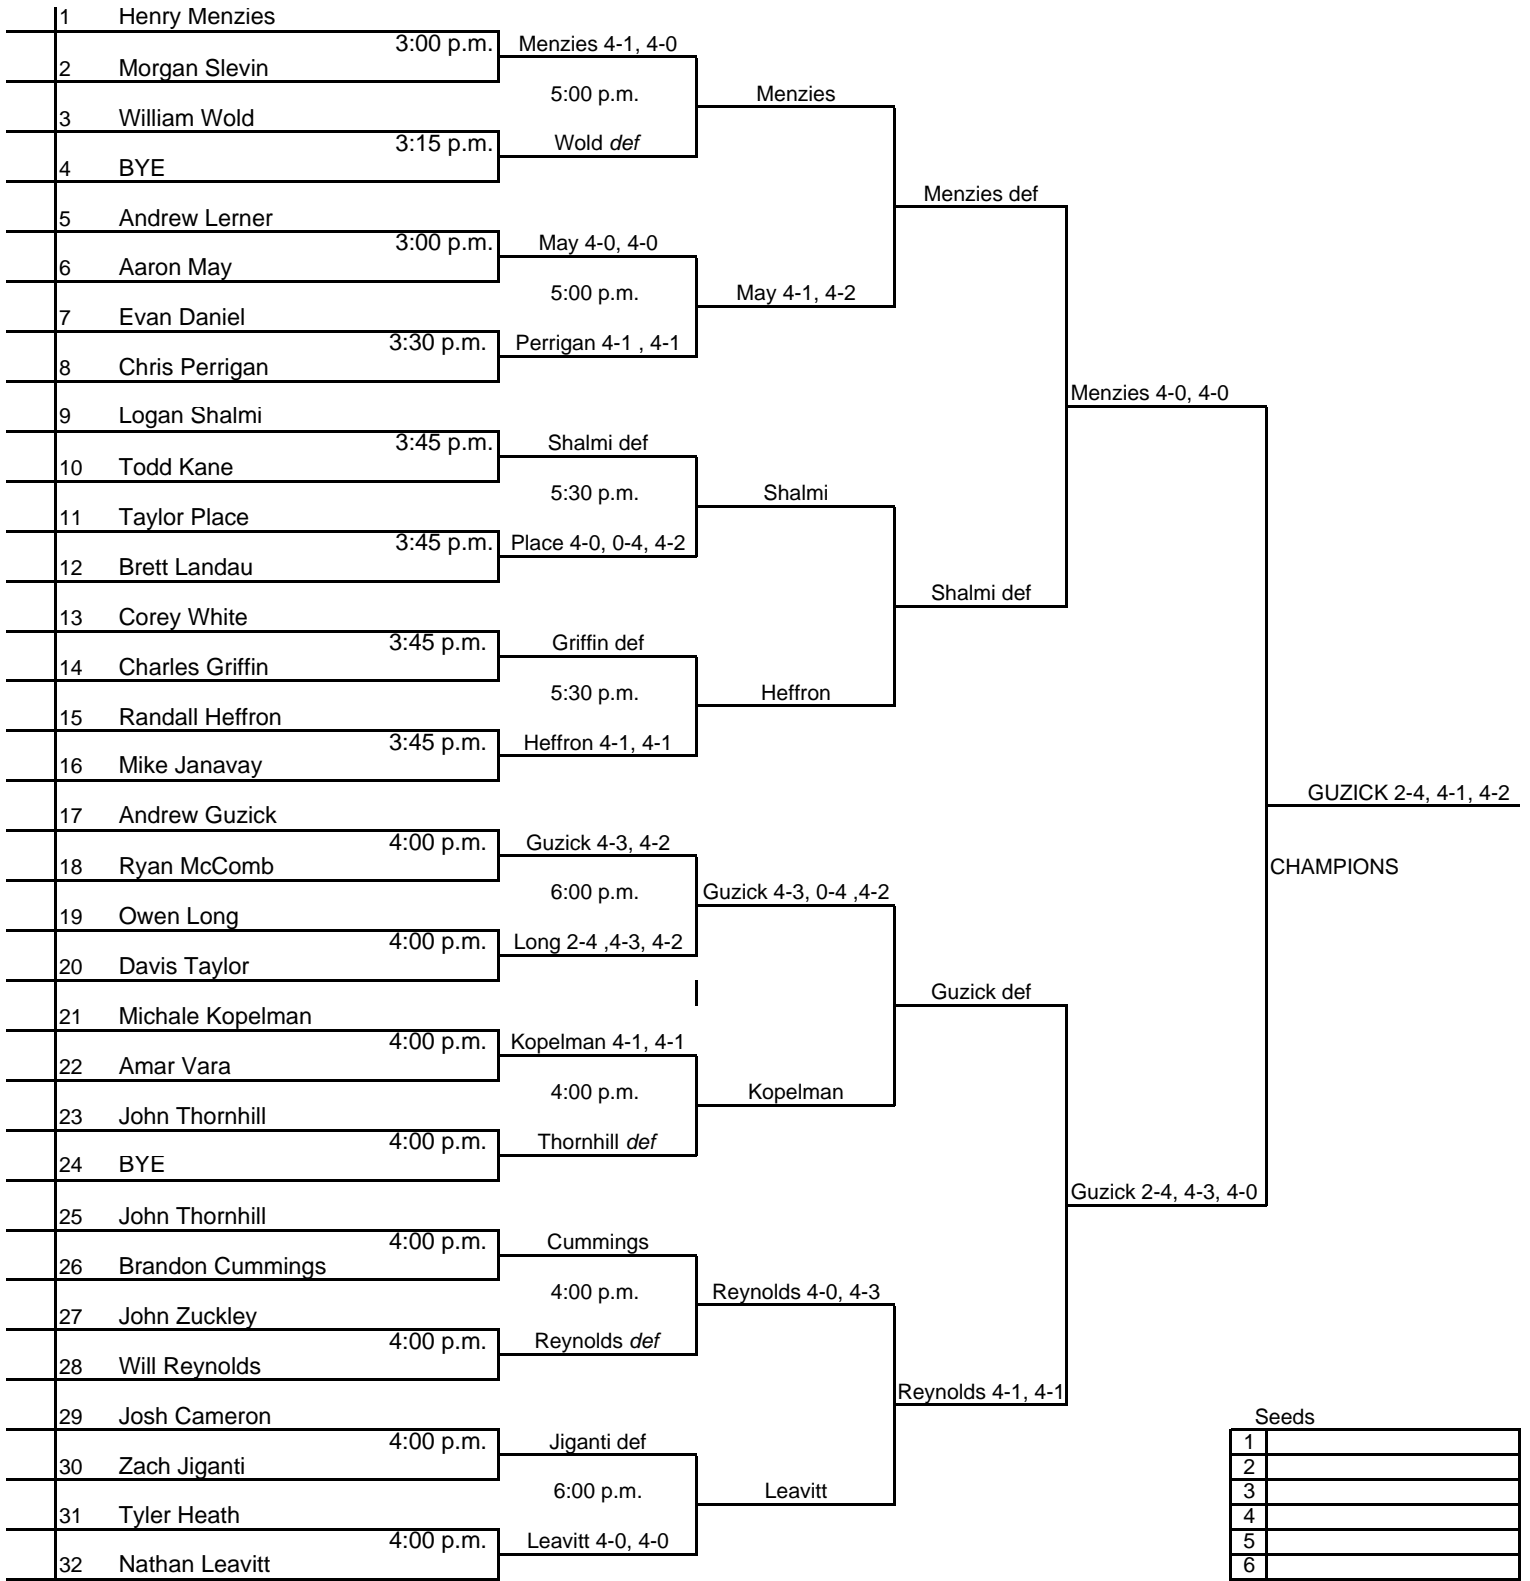 1 Henry Menzies
3:00 p.m. Menzies 4-1, 4-0
2 Morgan Slevin
5:00 p.m. Menzies
3 William Wold
3:15 p.m. Wold def
4 BYE
Menzies def
5 Andrew Lerner
3:00 p.m. May 4-0, 4-0
6 Aaron May
5:00 p.m. May 4-1, 4-2
7 Evan Daniel
3:30 p.m. Perrigan 4-1 , 4-1
8 Chris Perrigan
Menzies 4-0, 4-0
9 Logan Shalmi
3:45 p.m. Shalmi def
10 Todd Kane
5:30 p.m. Shalmi
11 Taylor Place
3:45 p.m. Place 4-0, 0-4, 4-2
12 Brett Landau
Shalmi def
13 Corey White
3:45 p.m. Griffin def
14 Charles Griffin
5:30 p.m. Heffron
15 Randall Heffron
3:45 p.m. Heffron 4-1, 4-1
16 Mike Janavay
GUZICK 2-4, 4-1, 4-2
17 Andrew Guzick
4:00 p.m. Guzick 4-3, 4-2
18 Ryan McComb
CHAMPIONS
6:00 p.m. Guzick 4-3, 0-4 ,4-2
19 Owen Long
4:00 p.m. Long 2-4 ,4-3, 4-2
20 Davis Taylor
Guzick def
21 Michale Kopelman
4:00 p.m. Kopelman 4-1, 4-1
22 Amar Vara
4:00 p.m. Kopelman
23 John Thornhill
4:00 p.m. Thornhill def
24 BYE
Guzick 2-4, 4-3, 4-0
25 John Thornhill
4:00 p.m. Cummings
26 Brandon Cummings
4:00 p.m. Reynolds 4-0, 4-3
27 John Zuckley
4:00 p.m. Reynolds def
28 Will Reynolds
Reynolds 4-1, 4-1
29 Josh Cameron
4:00 p.m. Jiganti def
30 Zach Jiganti
6:00 p.m. Leavitt
31 Tyler Heath
4:00 p.m. Leavitt 4-0, 4-0
32 Nathan Leavitt
Seeds
1
2
3
4
5
6